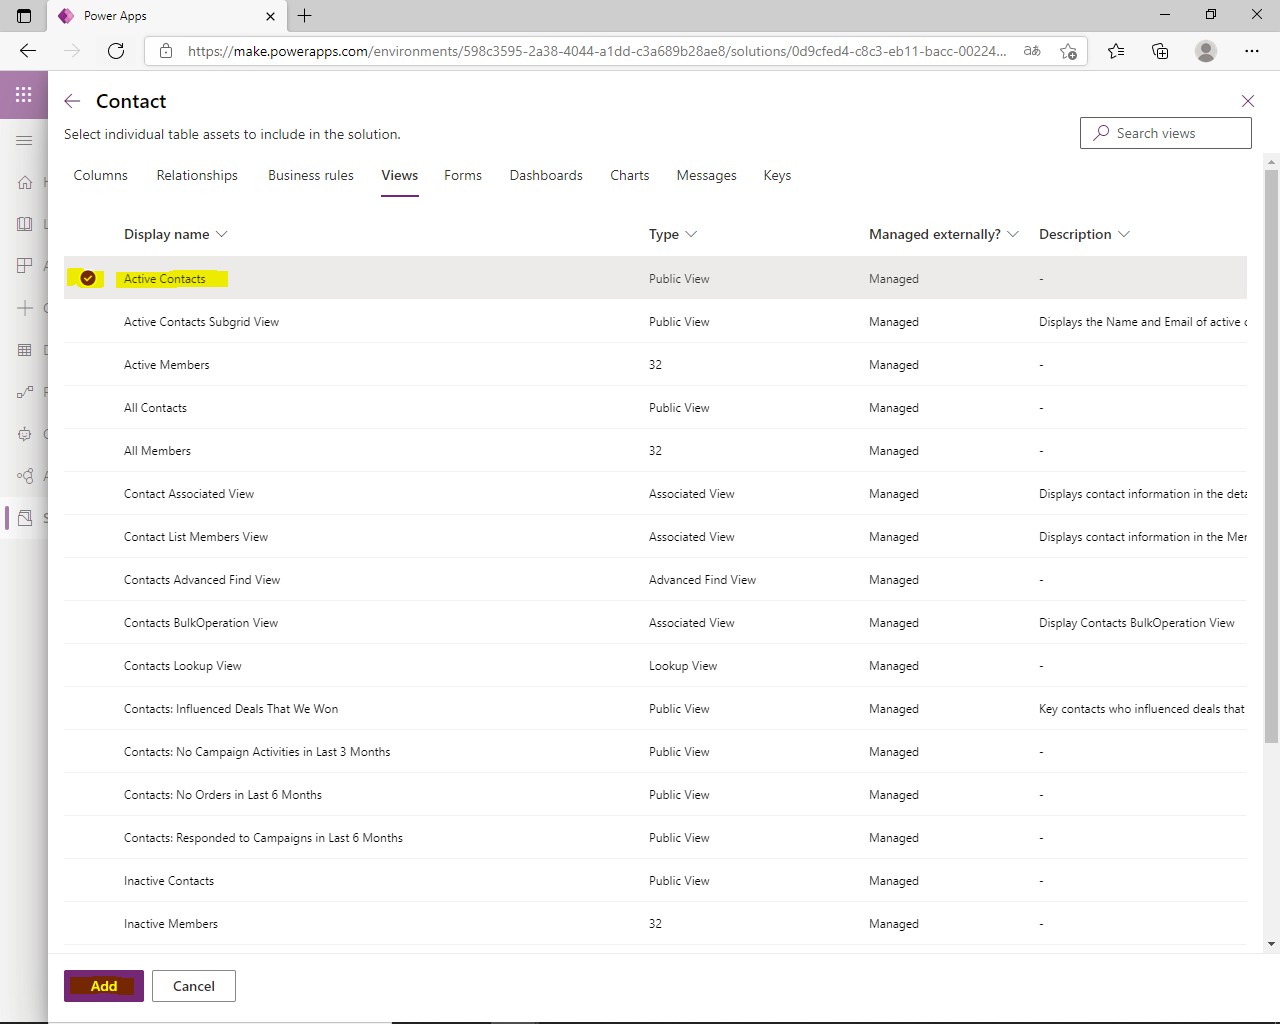 Power Apps
https://make.powerapps.com/environments/598c3595-2a38-4044-a1dd-c3a689b28ae8/solutions/0d9cfed4-c8c3-eb11-bacc-00224...
Contact
Select individual table assets to include in the solution.
Search views
Columns Relationships Business rules Views Forms Dashboards Charts Messages Keys
Display name Type Managed externally? Description
Active Contacts Public View Managed -
Active Contacts Subgrid View Public View Managed Displays the Name and Email of active
Active Members 32 Managed -
All Contacts Public View Managed -
All Members 32 Managed -
Contact Associated View Associated View Managed Displays contact information in the
Contact List Members View Associated View Managed Displays contact information in the
Contacts Advanced Find View Advanced Find View Managed -
Contacts BulkOperation View Associated View Managed Display Contacts BulkOperation View
Contacts Lookup View Lookup View Managed -
Contacts: Influenced Deals That We Won Public View Managed Key contacts who influenced deals that
Contacts: No Campaign Activities in Last 3 Months Public View Managed -
Contacts: No Orders in Last 6 Months Public View Managed -
Contacts: Responded to Campaigns in Last 6 Months Public View Managed -
Inactive Contacts Public View Managed -
Inactive Members 32 Managed -
Add Cancel